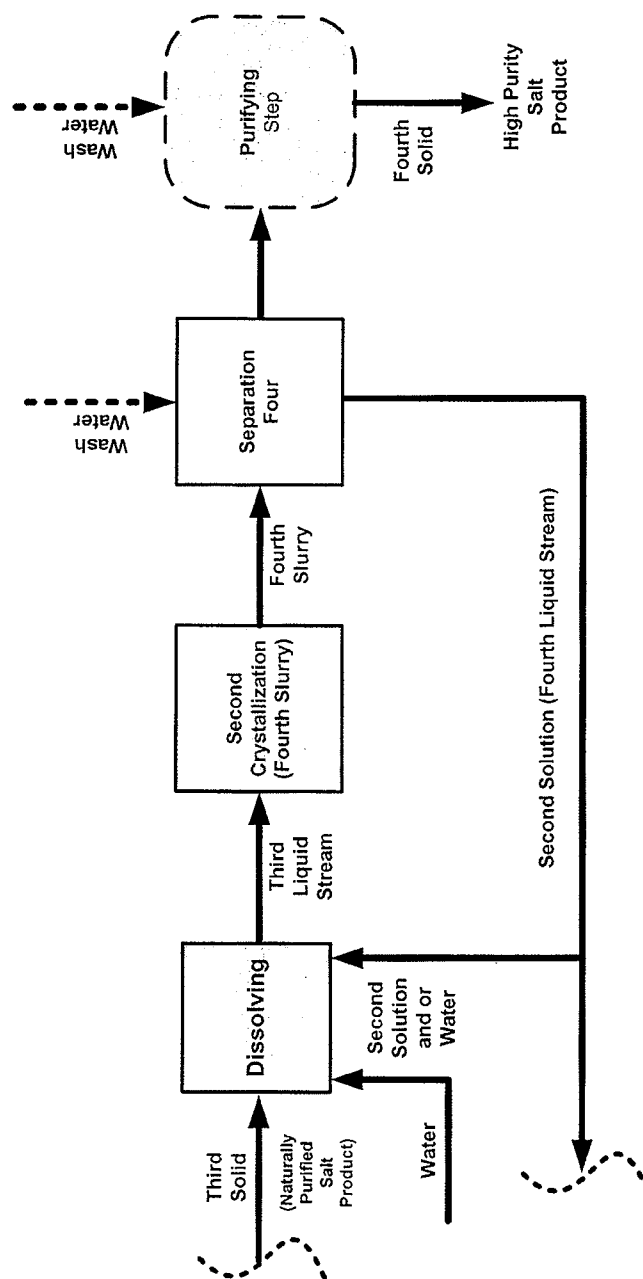 Third
Solid
(Naturally
Purified
Salt
Product)
Water
Dissolving
Second
Solution
and or
Water
Third
Liquid
Stream
Second
Crystallization
(Fourth Slurry)
Fourth
Slurry
Wash
Water
Separation
Four
Second Solution (Fourth Liquid Stream)
Wash
Water
Purifying
Step
Fourth
Solid
High Purity
Salt
Product